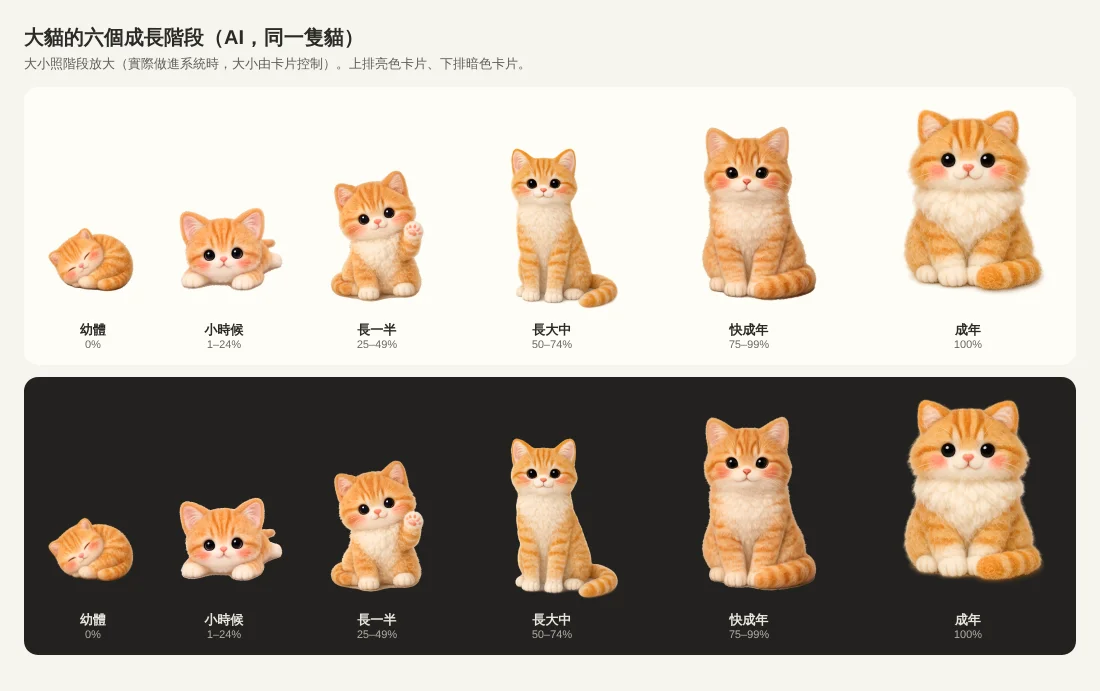 大貓的六個成長階段（AI，同一隻貓）
大小照階段放大（實際做進系統時，大小由卡片控制）。上排亮色卡片、下排暗色卡片。
幼體 小時候 長一半 長大中 快成年 成年
0% 1–24% 25–49% 50–74% 75–99% 100%
幼體 小時候 長一半 長大中 快成年 成年
0% 1–24% 25–49% 50–74% 75–99% 100%